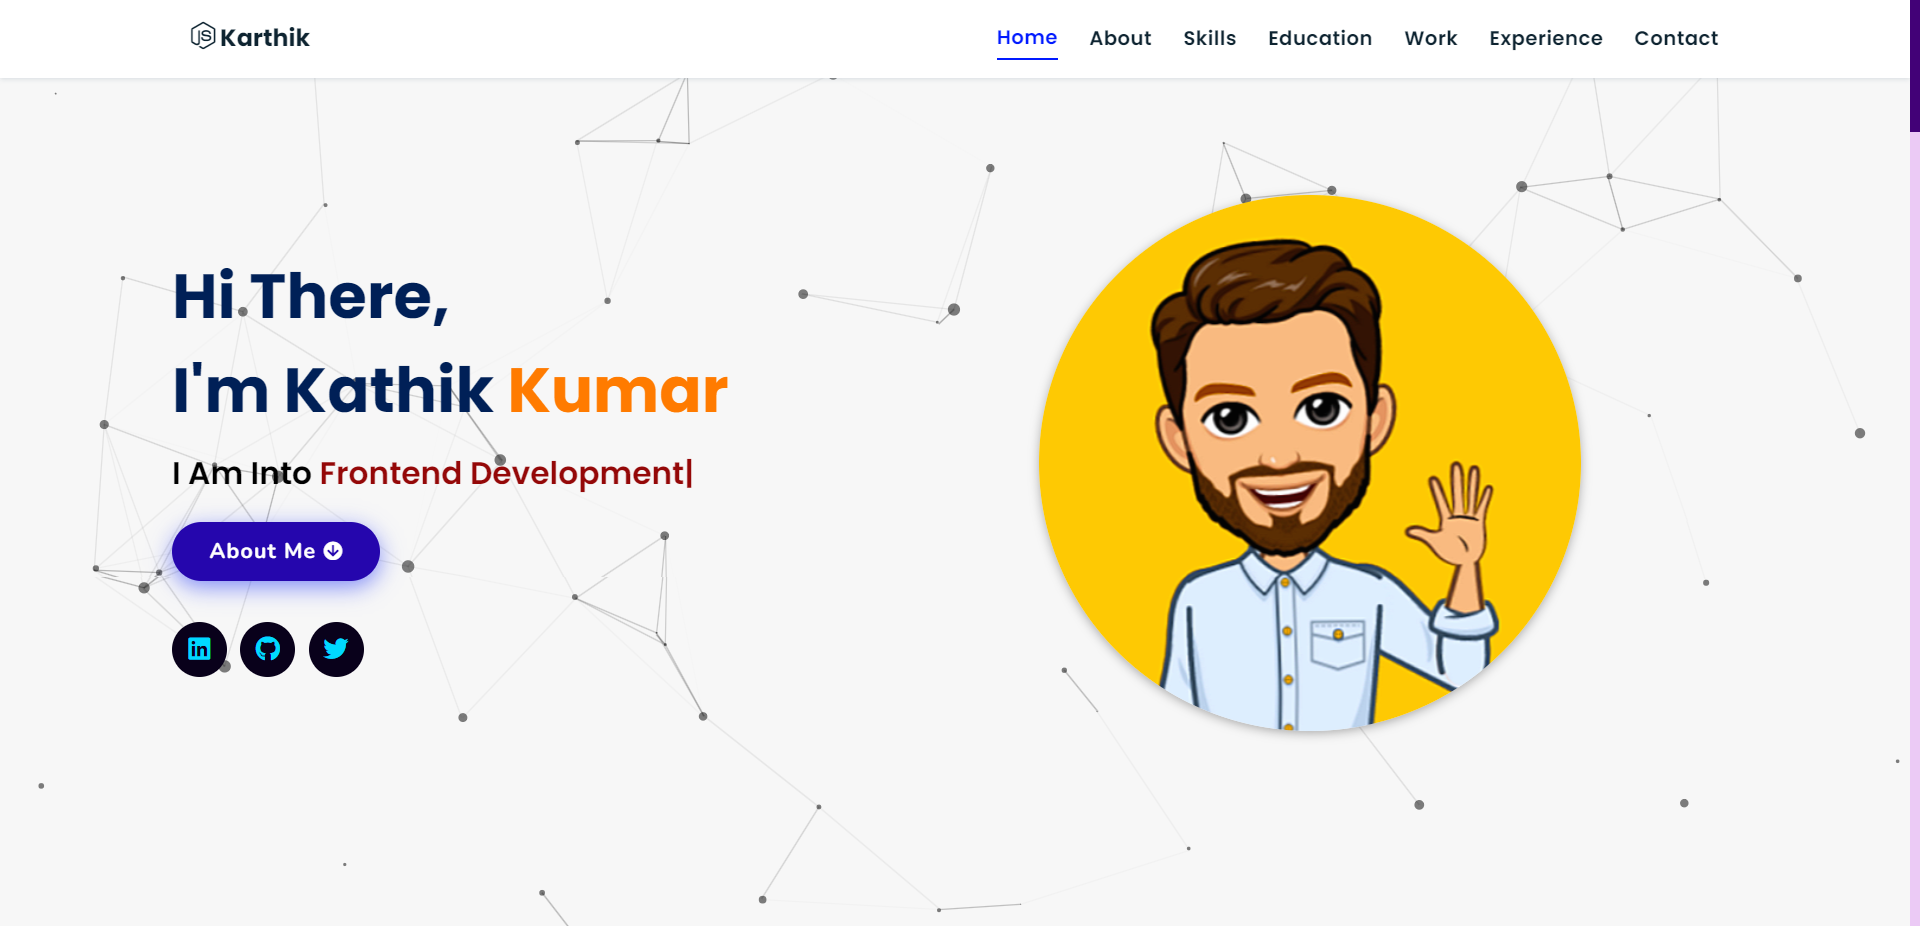 Karthik
Home About Skills Education Work Experience Contact
Hi There,
I'm Kathik Kumar
I Am Into Frontend Development|
About Me